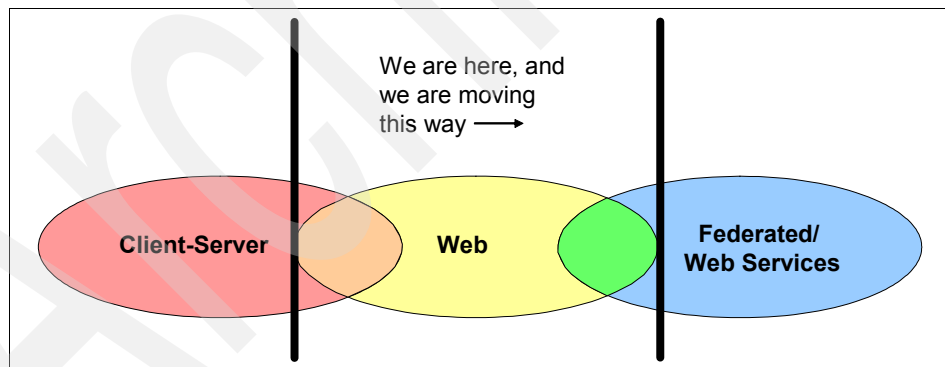 We are here, and
we are moving
this way
Client-Server
Web
Federated/
Web Services